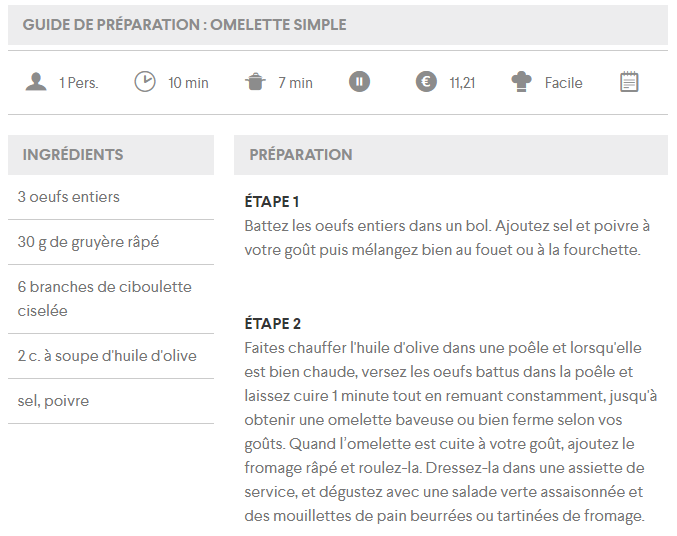 GUIDE DE PRÉPARATION : OMELETTE SIMPLE
1 Pers. 10 min 7 min € 11,21 Facile
INGRÉDIENTS
3 oeufs entiers
30 g de gruyère râpé
6 branches de ciboulette
ciselée
2 c. à soupe d'huile d'olive
sel, poivre
PRÉPARATION
ÉTAPE 1
Battez les oeufs entiers dans un bol. Ajoutez sel et poivre à
votre goût puis mélangez bien au fouet ou à la fourchette.
ÉTAPE 2
Faites chauffer l'huile d'olive dans une poêle et lorsqu'elle
est bien chaude, versez les oeufs battus dans la poêle et
laissez cuire 1 minute tout en remuant constamment, jusqu'à
obtenir une omelette baveuse ou bien ferme selon vos
goûts. Quand l’omelette est cuite à votre goût, ajoutez le
fromage râpé et roulez-la. Dressez-la dans une assiette de
service, et dégustez avec une salade verte assaisonnée et
des mouillettes de pain beurrées ou tartinées de fromage.